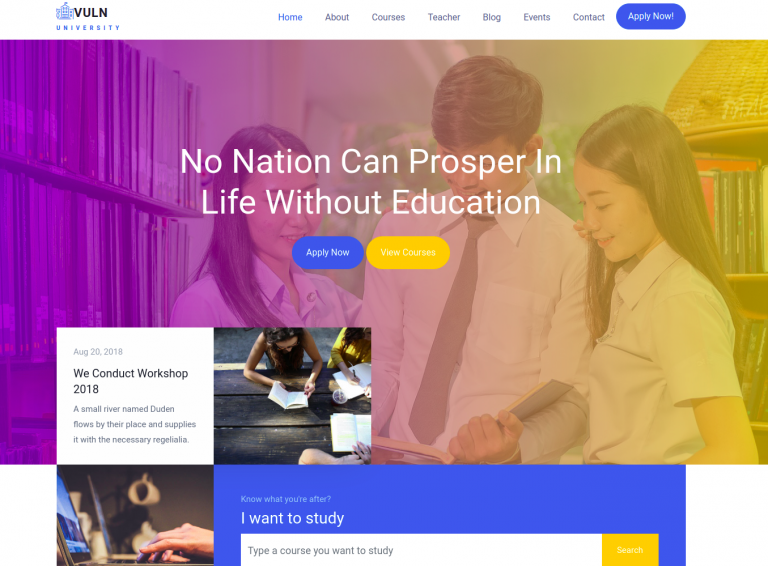 VULN
UNIVERSITY
Home About Courses Teacher Blog Events Contact Apply Now!
No Nation Can Prosper In
Life Without Education
Apply Now View Courses
Aug 20, 2018
We Conduct Workshop
2018
A small river named Duden
flows by their place and supplies
it with the necessary regelialia.
Know what you're after?
I want to study
Type a course you want to study Search